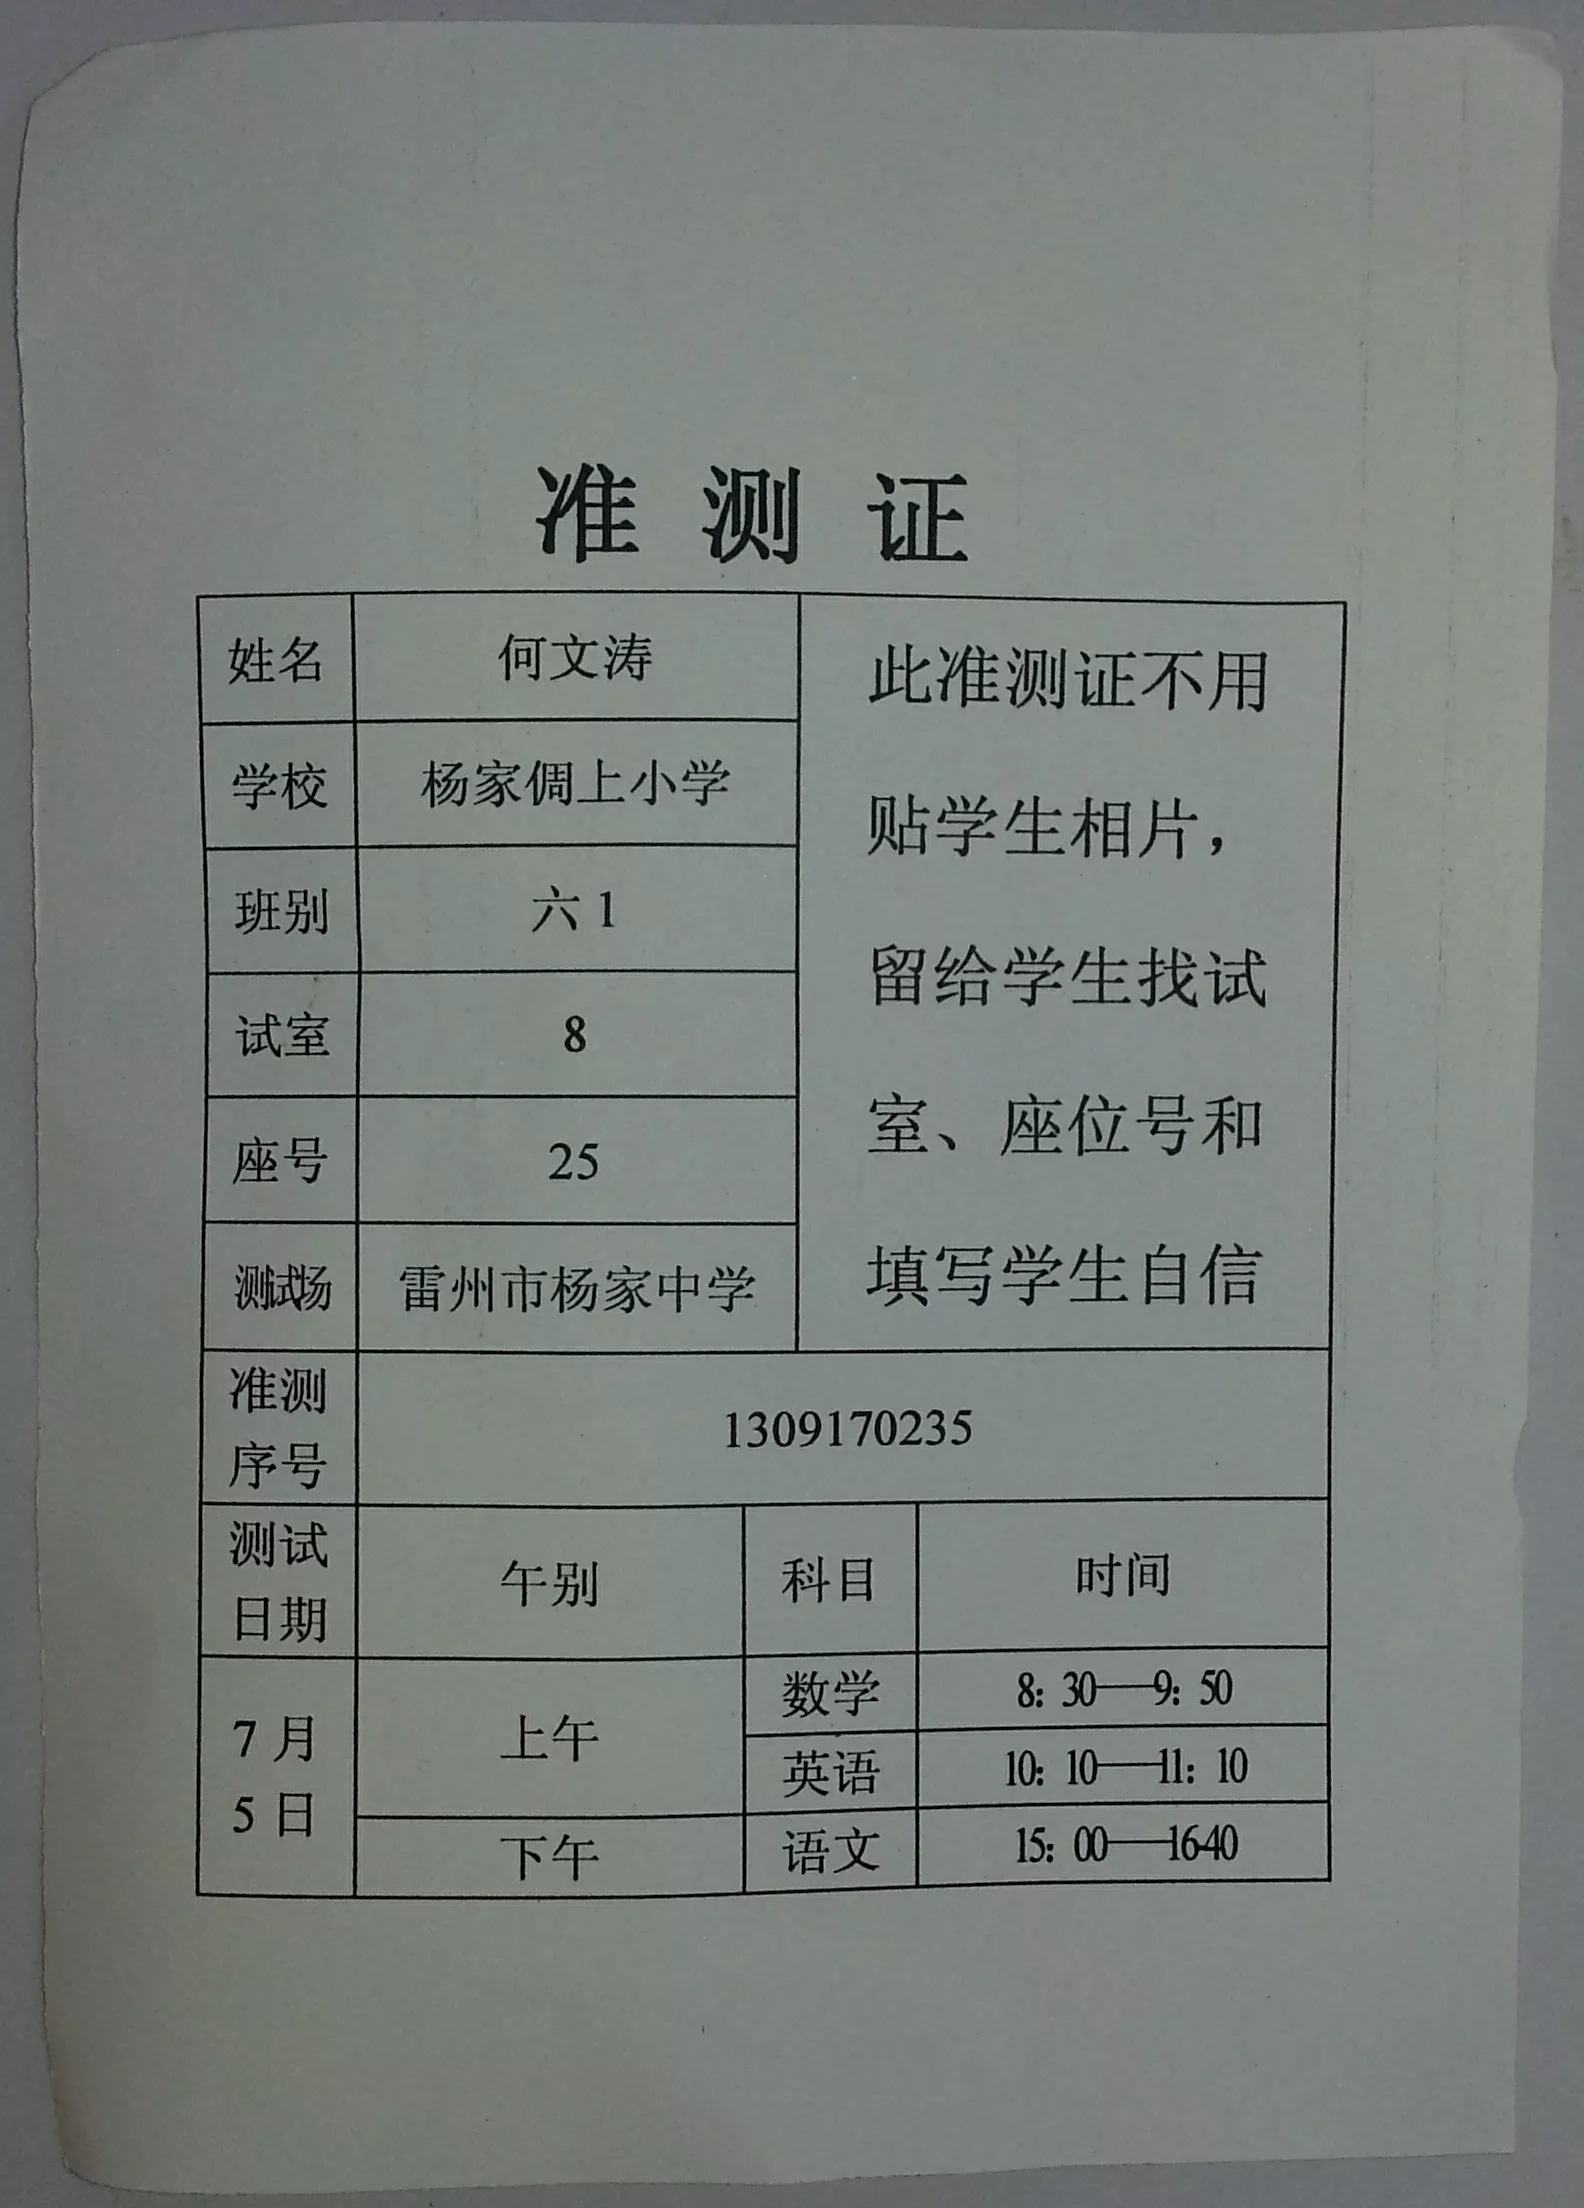 准 测 证
姓名 何文涛
学校 杨家倜上小学
班别 六1
试室 8
座号 25
测试场 雷州市杨家中学
此准测证不用
贴学生相片，
留给学生找试
室、座位号和
填写学生自信
准测
序号
1309170235
测试
日期
午别 科目 时间
7月
5日
上午
数学 8：30——9：50
英语 10：10——11：10
下午 语文 15：00——1640